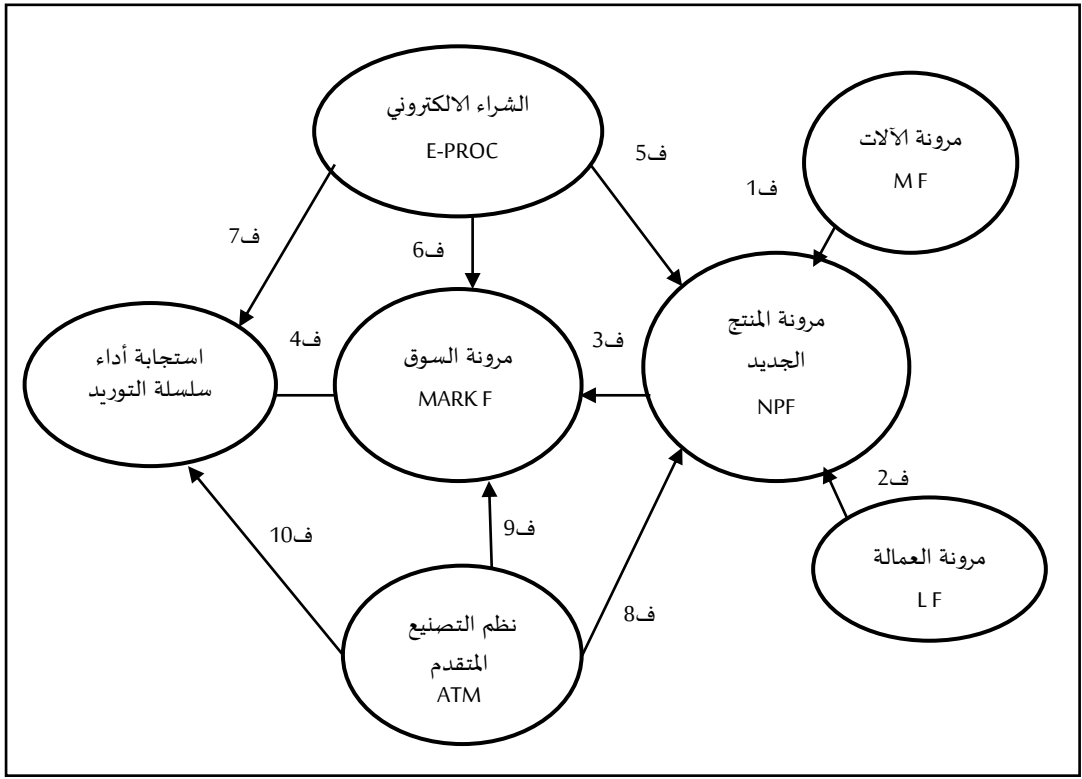 الشراء الالكتروني
E-PROC
مرونة الآلات
M F
ف5
ف1
ف7
ف6
مرونة المنتج
الجديد
NPF
ف3
مرونة السوق
MARK F
ف4
استجابة أداء
سلسلة التوريد
ف2
مرونة العمالة
L F
ف10
ف9
ف8
نظم التصنيع
المتقدم
ATM